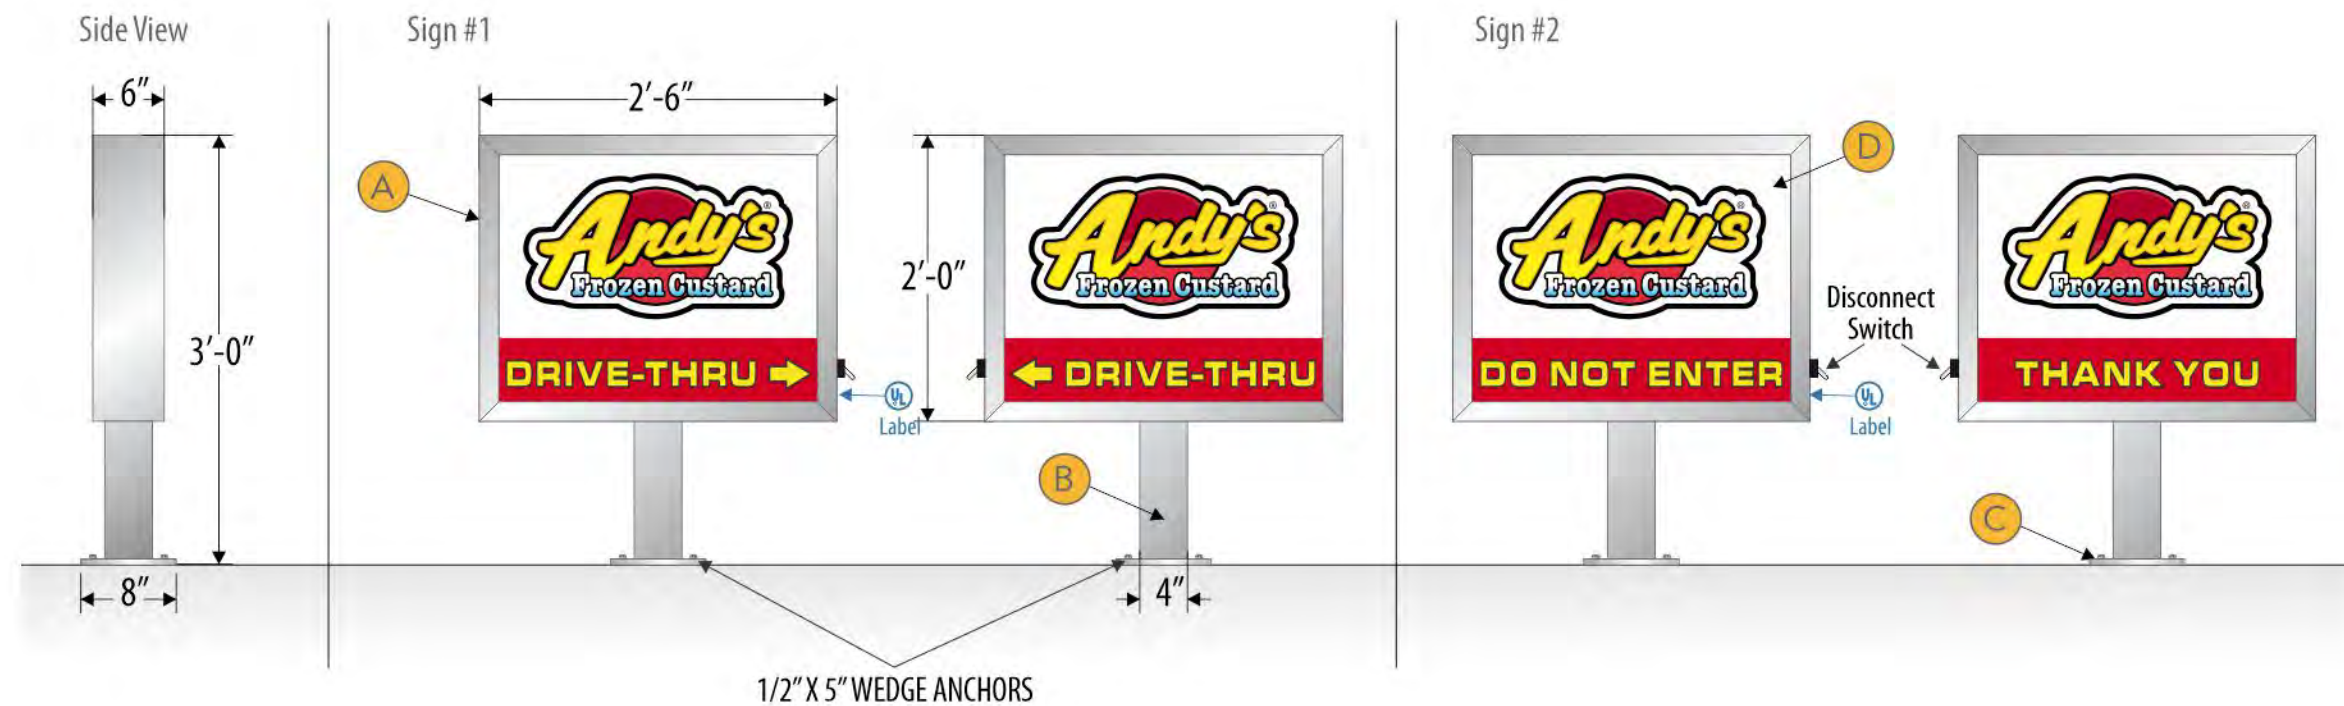 Side View
6”
3’-0”
8”
Sign #1
2’-6”
A
Andy's®
Frozen Custard
DRIVE-THRU
UL
Label
2’-0”
Andy's®
Frozen Custard
DRIVE-THRU
B
4”
1/2” X 5” WEDGE ANCHORS
Sign #2
D
Andy's®
Frozen Custard
DO NOT ENTER
Disconnect
Switch
UL
Label
Andy's®
Frozen Custard
THANK YOU
C